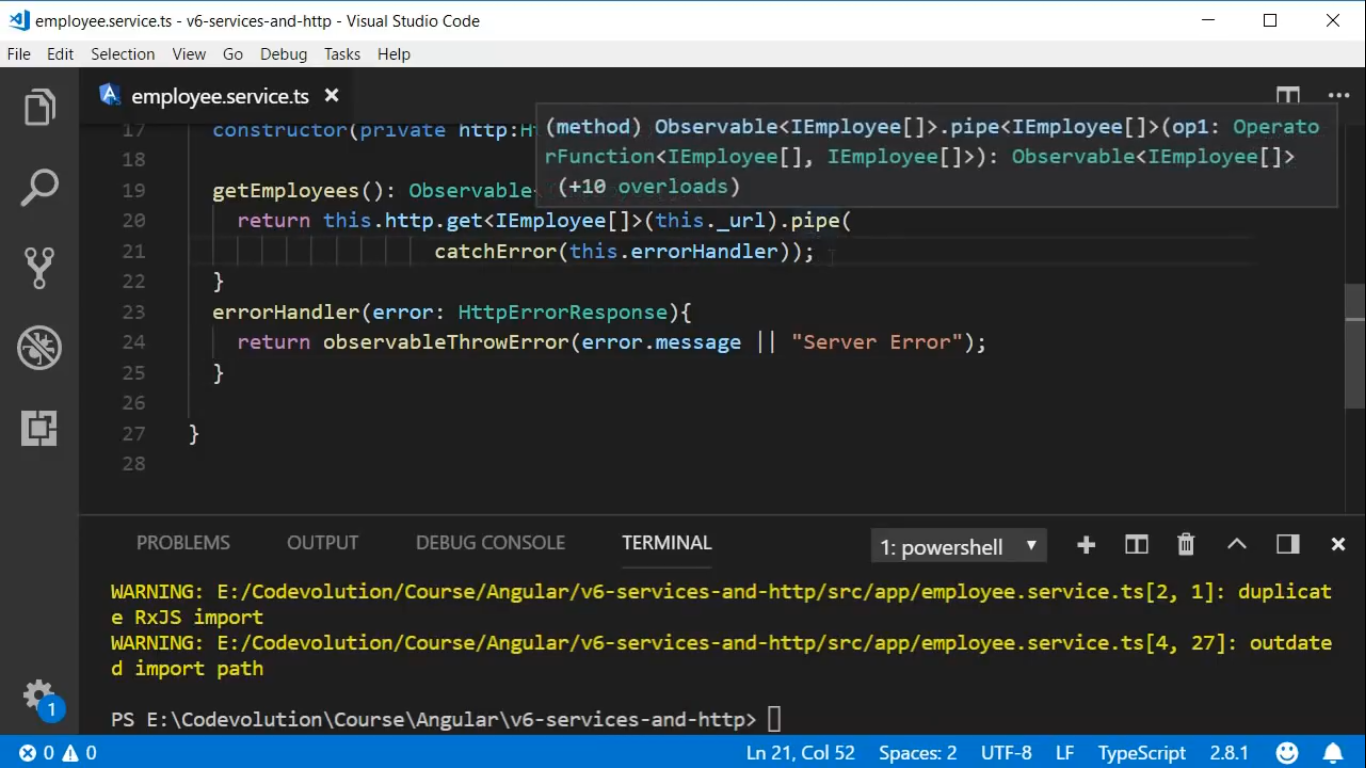 employee.service.ts - v6-services-and-http - Visual Studio Code
File Edit Selection View Go Debug Tasks Help
employee.service.ts
(method) Observable<IEmployee[]>.pipe<IEmployee[]>(op1: Operato
rFunction<IEmployee[], IEmployee[]>): Observable<IEmployee[]>
(+10 overloads)
17 constructor(private http:H
18
19 getEmployees(): Observable
20 return this.http.get<IEmployee[]>(this._url).pipe(
21 catchError(this.errorHandler));
22 }
23 errorHandler(error: HttpErrorResponse){
24 return observableThrowError(error.message || "Server Error");
25 }
26
27 }
28
PROBLEMS OUTPUT DEBUG CONSOLE TERMINAL 1: powershell
WARNING: E:/Codevolution/Course/Angular/v6-services-and-http/src/app/employee.service.ts[2, 1]: duplicat
e RxJS import
WARNING: E:/Codevolution/Course/Angular/v6-services-and-http/src/app/employee.service.ts[4, 27]: outdate
d import path
PS E:\Codevolution\Course\Angular\v6-services-and-http>
1
0 0 Ln 21, Col 52 Spaces: 2 UTF-8 LF TypeScript 2.8.1